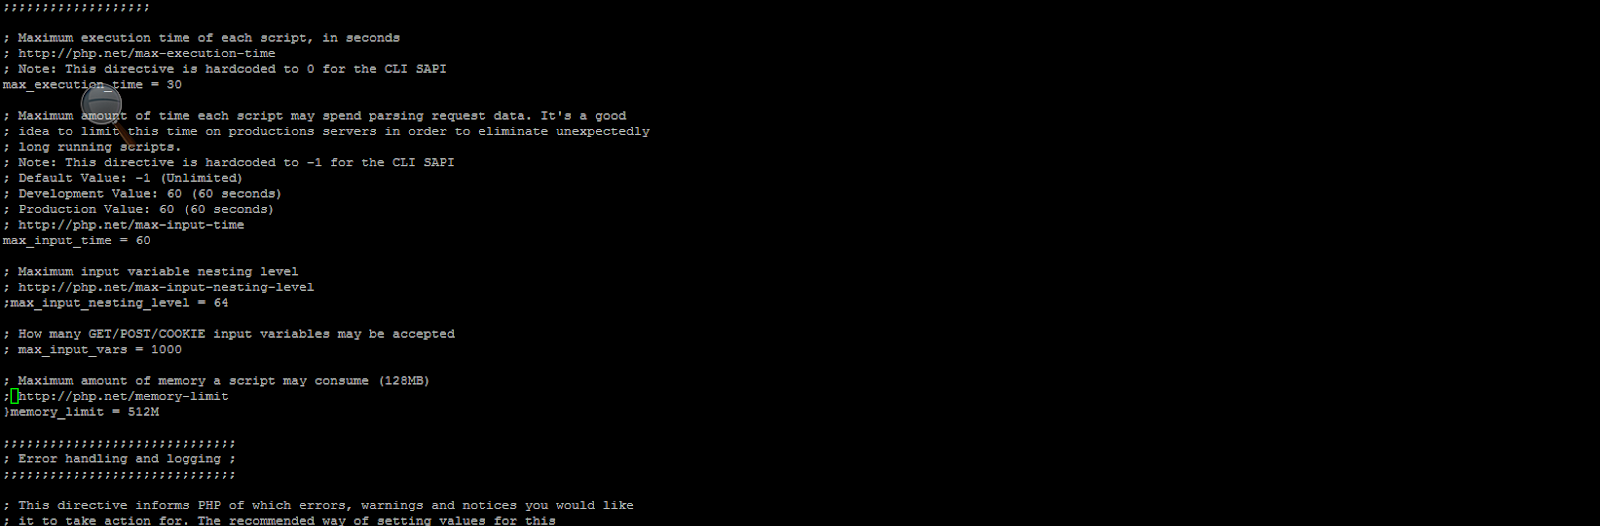 ;;;;;;;;;;;;;;;;;;;
; Maximum execution time of each script, in seconds
; http://php.net/max-execution-time
; Note: This directive is hardcoded to 0 for the CLI SAPI
max_execution_time = 30
; Maximum amount of time each script may spend parsing request data. It's a good
; idea to limit this time on productions servers in order to eliminate unexpectedly
; long running scripts.
; Note: This directive is hardcoded to -1 for the CLI SAPI
; Default Value: -1 (Unlimited)
; Development Value: 60 (60 seconds)
; Production Value: 60 (60 seconds)
; http://php.net/max-input-time
max_input_time = 60
; Maximum input variable nesting level
; http://php.net/max-input-nesting-level
;max_input_nesting_level = 64
; How many GET/POST/COOKIE input variables may be accepted
; max_input_vars = 1000
; Maximum amount of memory a script may consume (128MB)
; http://php.net/memory-limit
}memory_limit = 512M
;;;;;;;;;;;;;;;;;;;;;;;;;;;;;;
; Error handling and logging ;
;;;;;;;;;;;;;;;;;;;;;;;;;;;;;;
; This directive informs PHP of which errors, warnings and notices you would like
; it to take action for. The recommended way of setting values for this